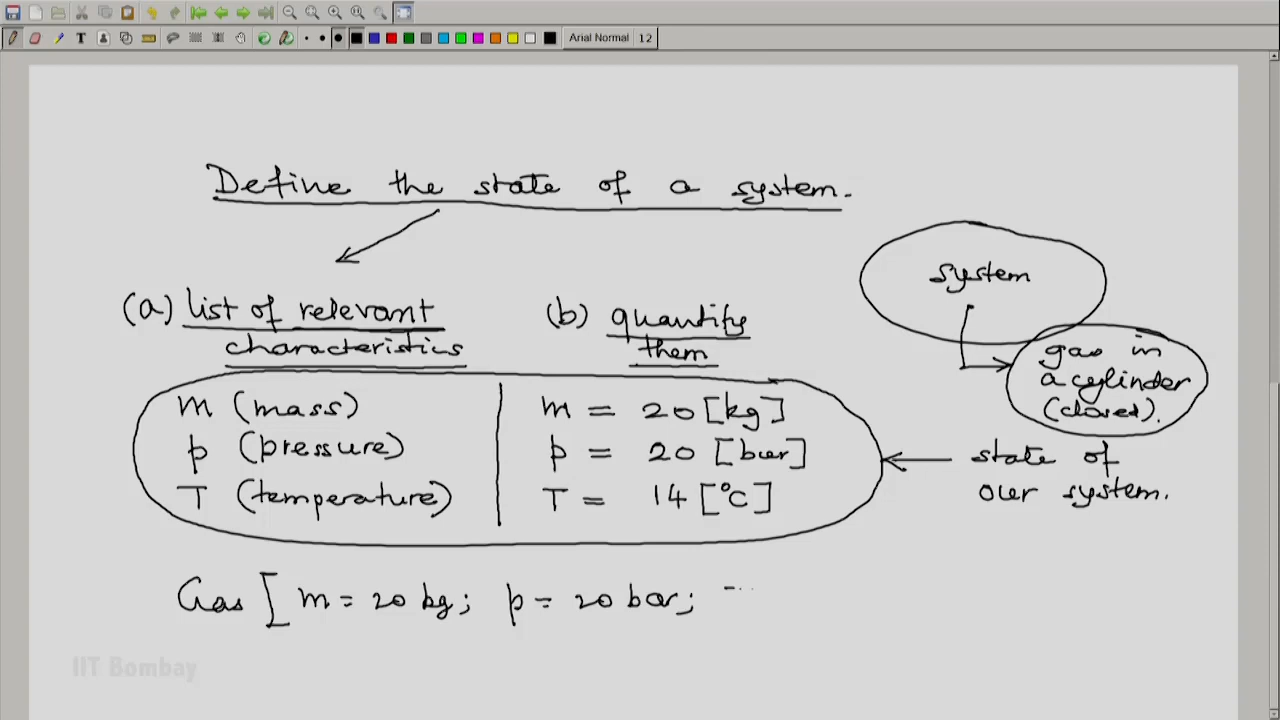 Arial Normal 12
Define the state of a system.
(a) list of relevant characteristics
(b) quantify them
system
gas in
a cylinder
(closed).
m (mass)
p (pressure)
T (temperature)
m = 20 [kg]
p = 20 [bar]
T = 14 [°C]
state of
our system.
Gas [ m = 20 kg; p = 20 bar;
IIT Bombay